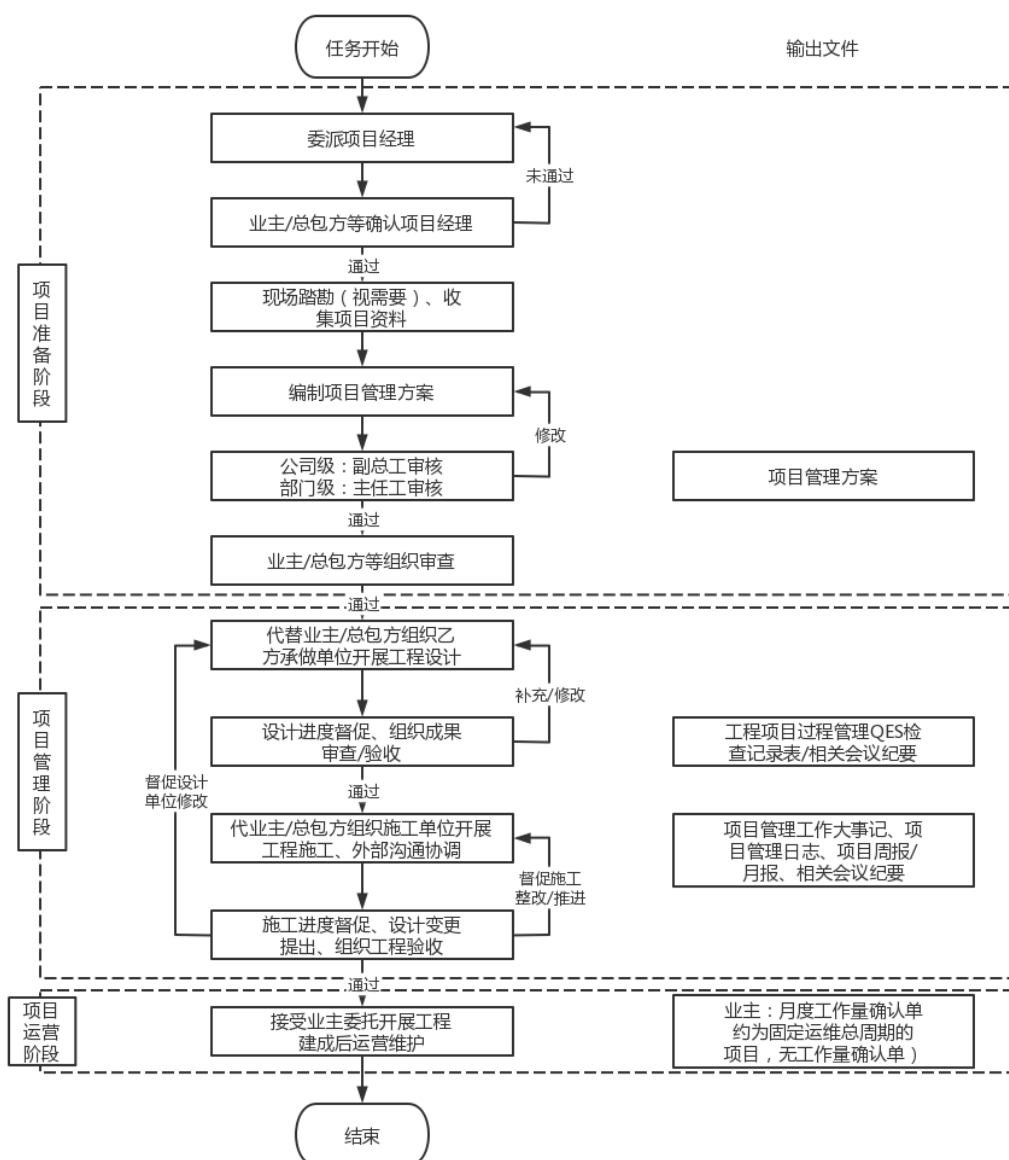 任务开始
输出文件
委派项目经理
未通过
业主/总包方等确认项目经理
通过
项
目
准
备
阶
段
现场踏勘（视需要）、收
集项目资料
编制项目管理方案
修改
公司级：副总工审核
部门级：主任工审核
项目管理方案
通过
业主/总包方等组织审查
通过
项
目
管
理
阶
段
代替业主/总包方组织乙
方承做单位开展工程设计
补充/修改
设计进度督促、组织成果
审查/验收
工程项目过程管理QES检
查记录表/相关会议纪要
督促设计
单位修改
通过
代业主/总包方组织施工单位开展
工程施工、外部沟通协调
项目管理工作大事记、项
目管理日志、项目周报/
月报、相关会议纪要
督促施工
整改/推进
施工进度督促、设计变更
提出、组织工程验收
通过
项目
运营
阶段
接受业主委托开展工程
建成后运营维护
业主：月度工作量确认单
约为固定运维总周期的
项目，无工作量确认单）
结束